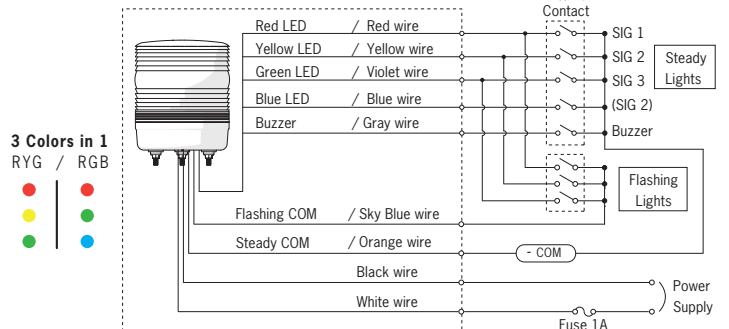 Contact
Red LED / Red wire
SIG 1
Yellow LED / Yellow wire
SIG 2
Steady
Lights
Green LED / Violet wire
SIG 3
Blue LED / Blue wire
(SIG 2)
Buzzer / Gray wire
Buzzer
3 Colors in 1
RYG / RGB
Flashing
Lights
Flashing COM / Sky Blue wire
Steady COM / Orange wire
- COM
Black wire
Power
Supply
White wire
Fuse 1A